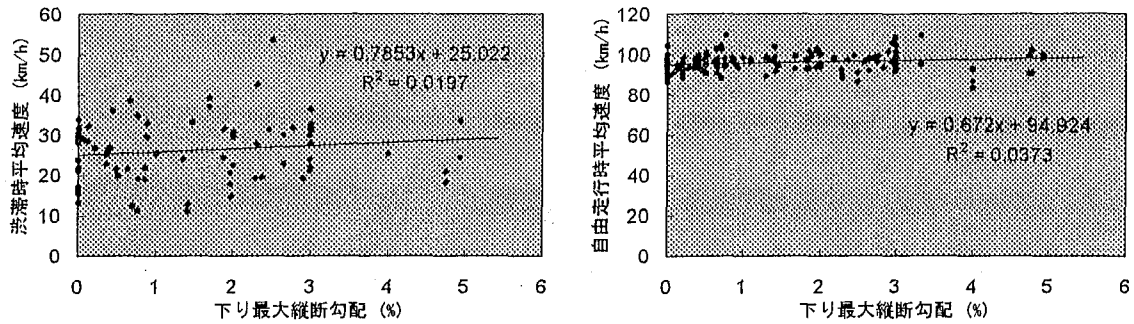 60
50
40
30
20
10
0
渋滞時平均速度 (km/h)
y = 0.7853x + 25.022
R² = 0.0197
0 1 2 3 4 5 6
下り最大縦断勾配 (%)
120
100
80
60
40
20
0
自由走行時平均速度 (km/h)
y = 0.672x + 94.924
R² = 0.0373
0 1 2 3 4 5 6
下り最大縦断勾配 (%)